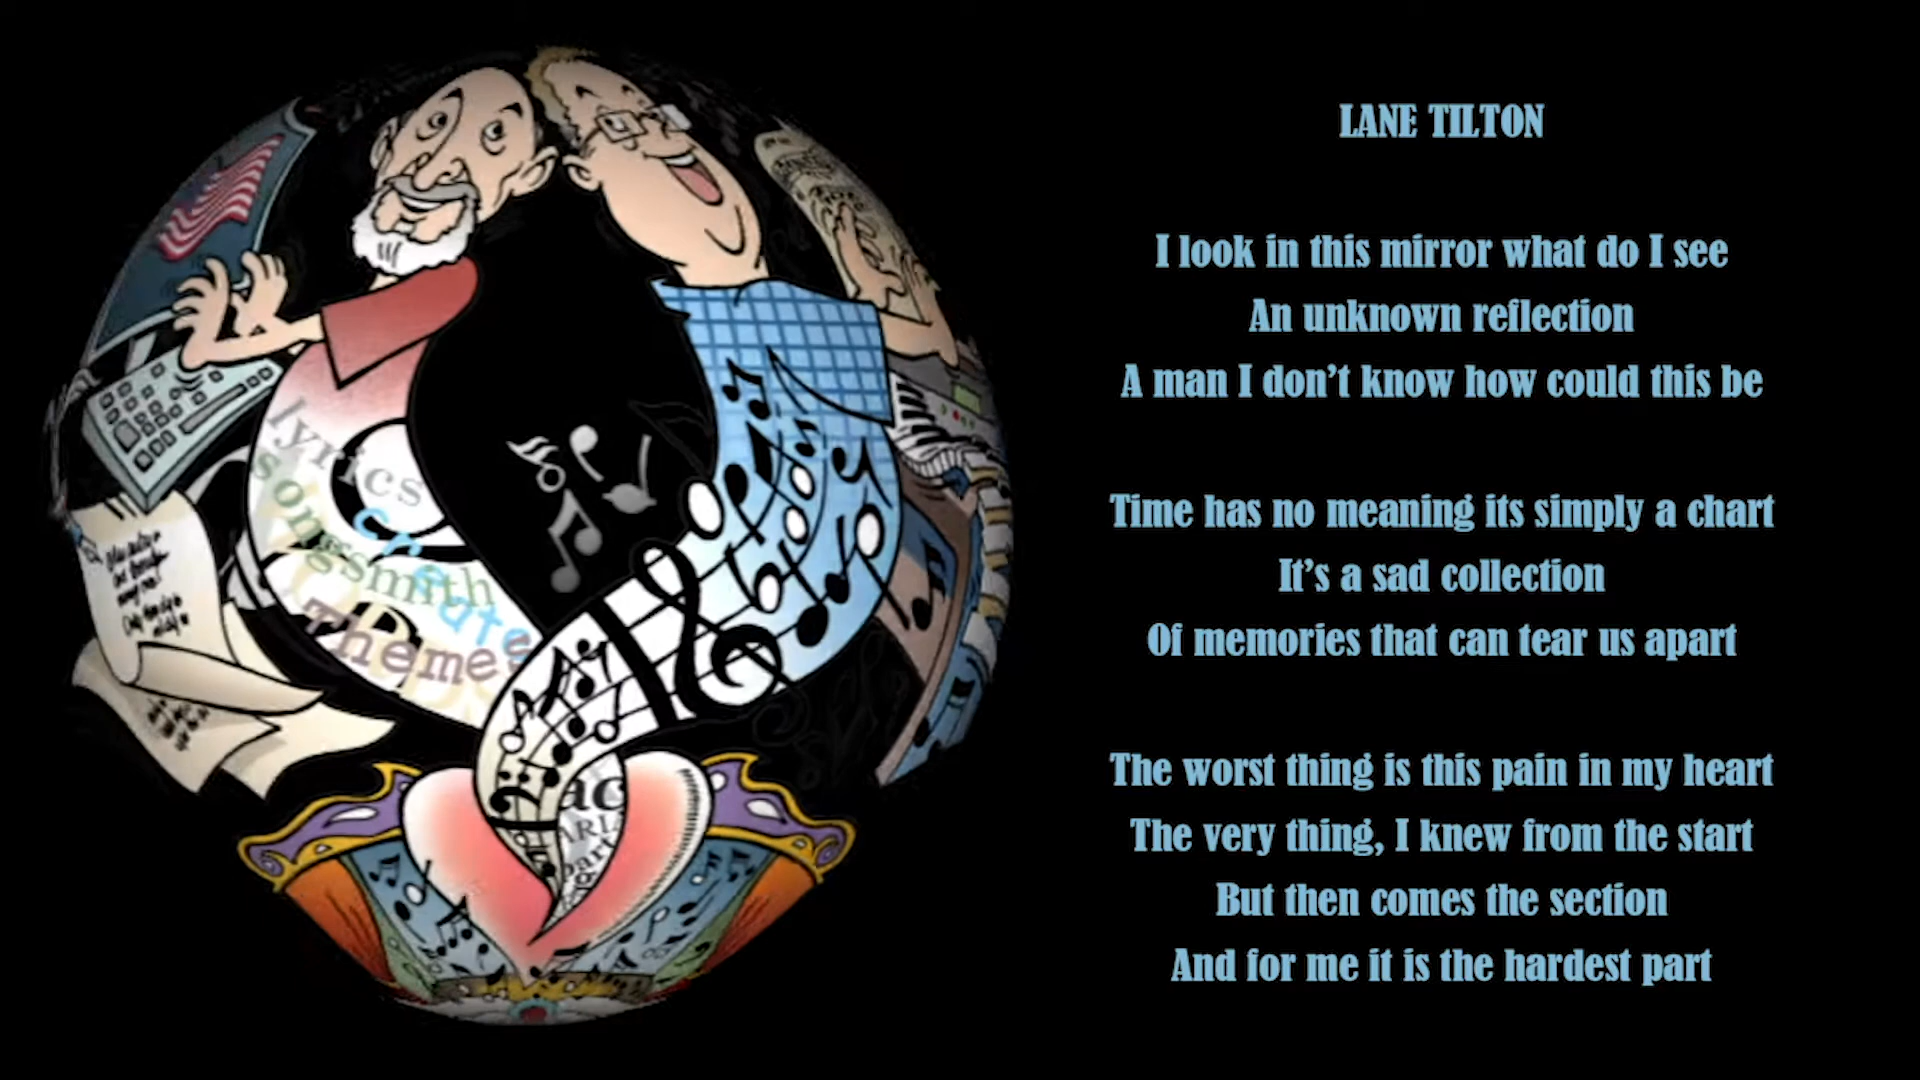 LANE TILTON
I look in this mirror what do I see
An unknown reflection
A man I don't know how could this be
Time has no meaning its simply a chart
It's a sad collection
Of memories that can tear us apart
The worst thing is this pain in my heart
The very thing, I knew from the start
But then comes the section
And for me it is the hardest part
lyrics
songsmith
Themes